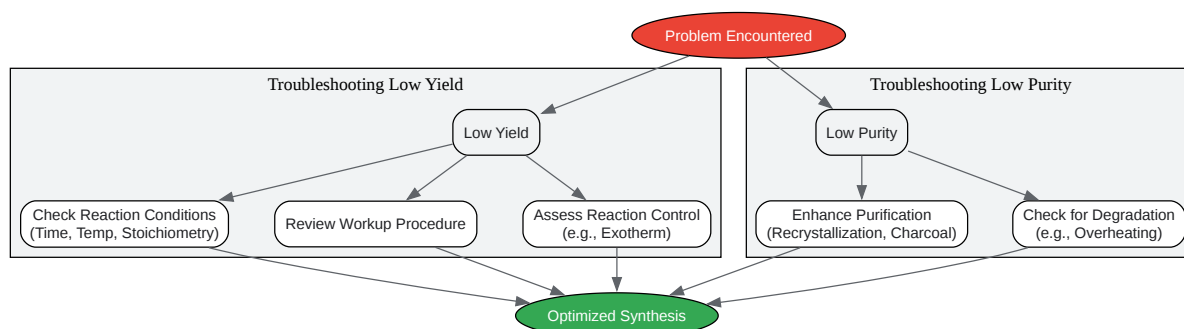 Problem Encountered
Troubleshooting Low Yield
Troubleshooting Low Purity
Low Yield
Low Purity
Check Reaction Conditions
(Time, Temp, Stoichiometry)
Review Workup Procedure
Assess Reaction Control
(e.g., Exotherm)
Enhance Purification
(Recrystallization, Charcoal)
Check for Degradation
(e.g., Overheating)
Optimized Synthesis